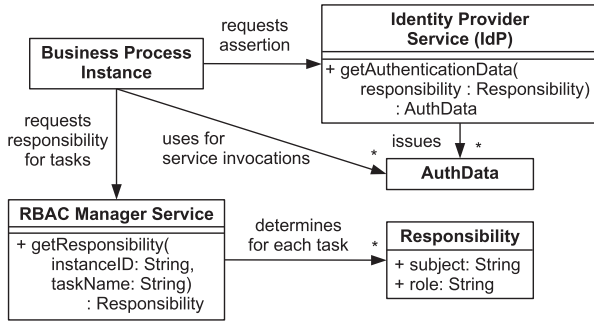 requests
assertion
Identity Provider
Service (IdP)
+ getAuthenticationData(
responsibility : Responsibility)
: AuthData
Business Process
Instance
requests
responsibility
for tasks
uses for
service invocations
*
issues
*
AuthData
RBAC Manager Service
+ getResponsibility(
instanceID: String,
taskName: String)
: Responsibility
determines
for each task
*
Responsibility
+ subject: String
+ role: String